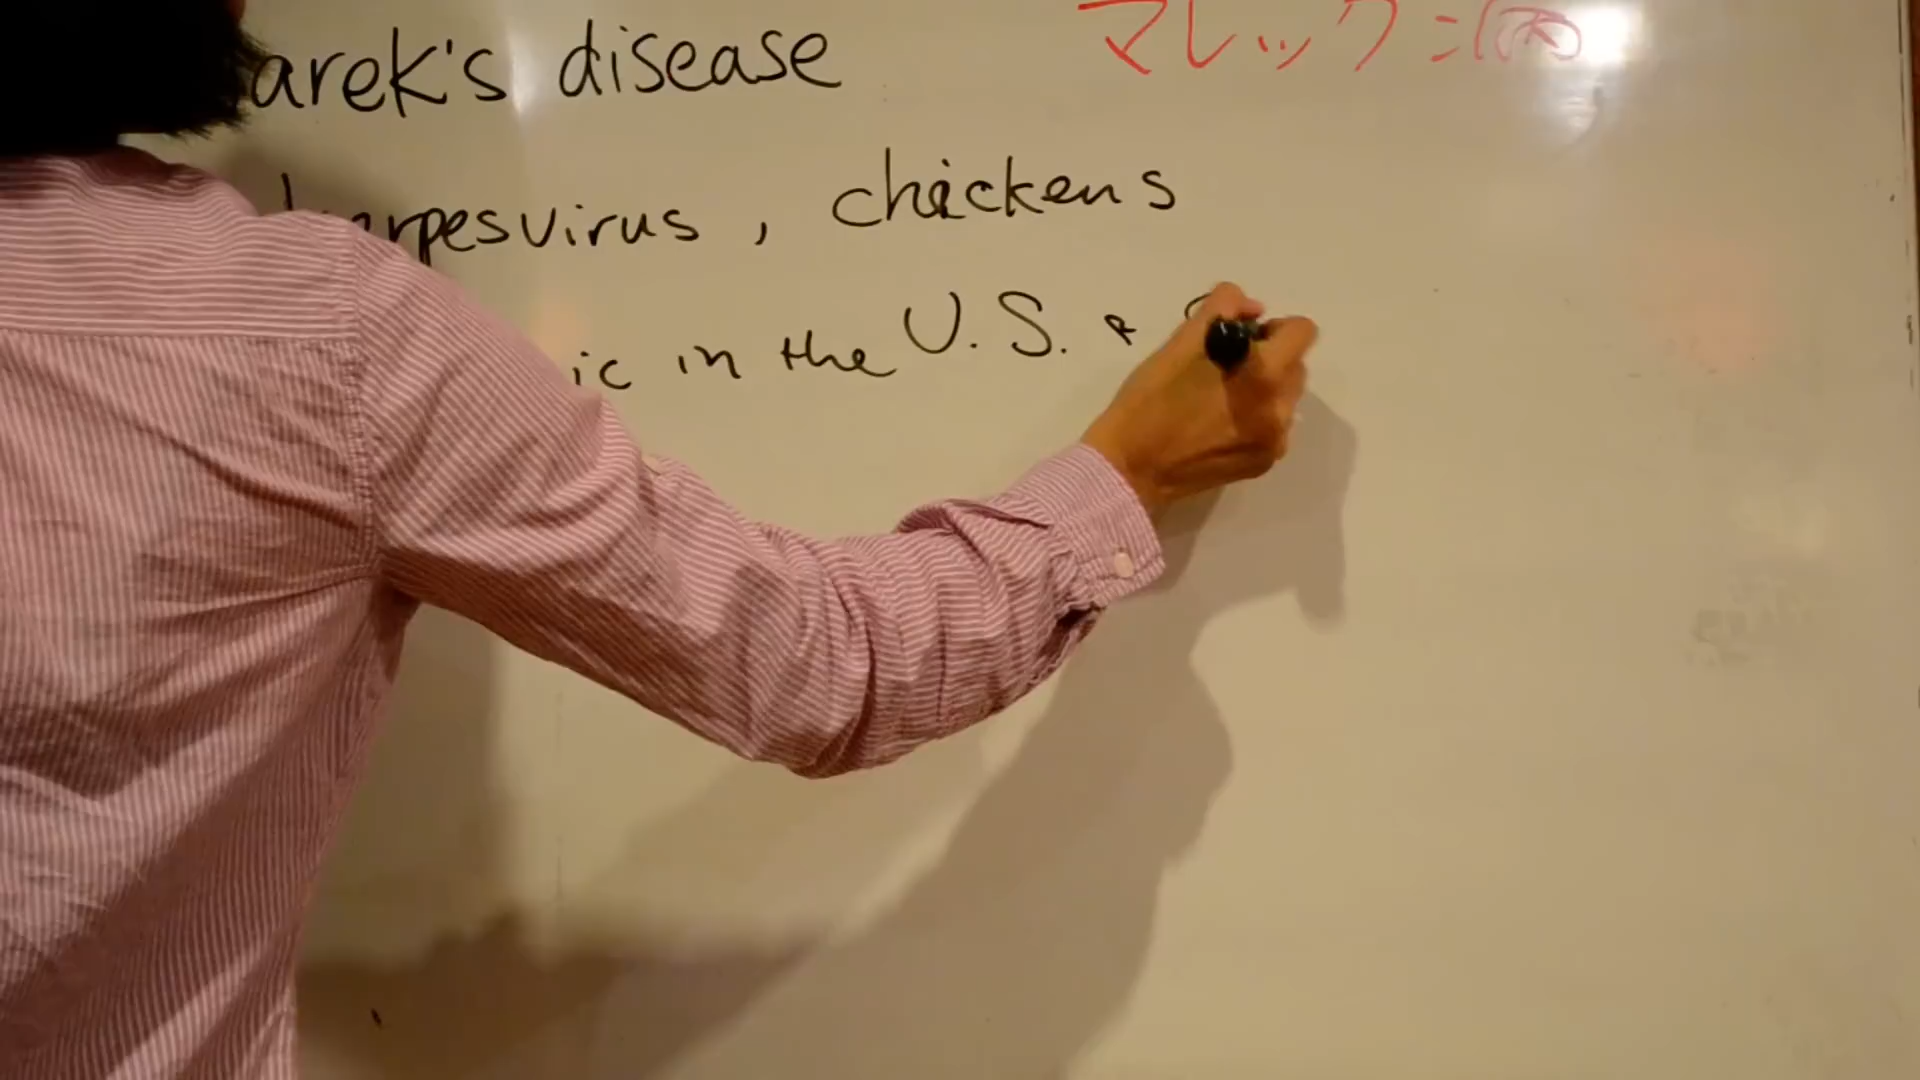 arek's disease マレック病
herpesvirus, chickens
ic in the U.S. &